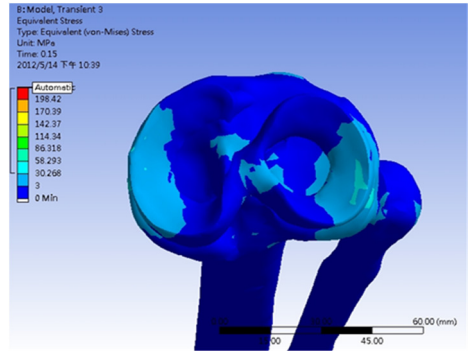 B: Model, Transient 3
Equivalent Stress
Type: Equivalent (von-Mises) Stress
Unit: MPa
Time: 0.15
2012/5/14 下午 10:39
Automatic
198.42
170.39
142.37
114.34
86.318
58.293
30.268
3
0 Min
60.00 (mm)
45.00